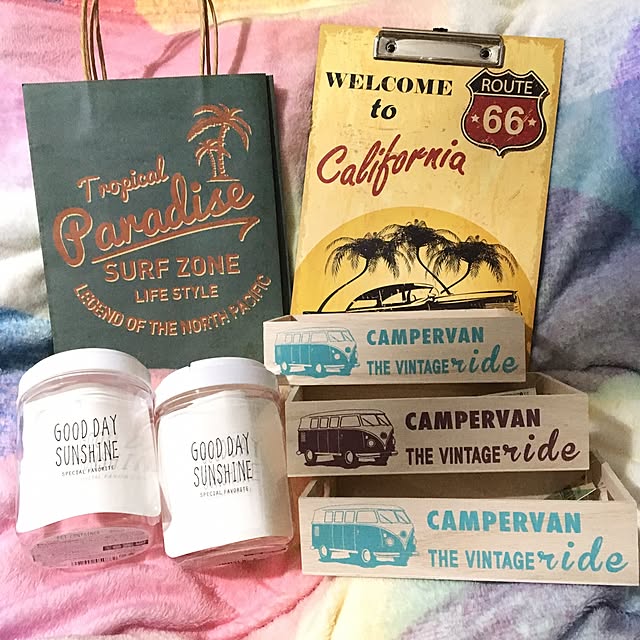 Tropical
Paradise
SURF ZONE
LIFE STYLE
LEGEND OF THE NORTH PACIFIC
WELCOME
to
California
ROUTE
66
CAMPERVAN
THE VINTAGE ride
CAMPERVAN
THE VINTAGE ride
CAMPERVAN
THE VINTAGE ride
GOOD DAY
SUNSHINE
SPECIAL FAVORITE
GOOD DAY
SUNSHINE
SPECIAL FAVORITE